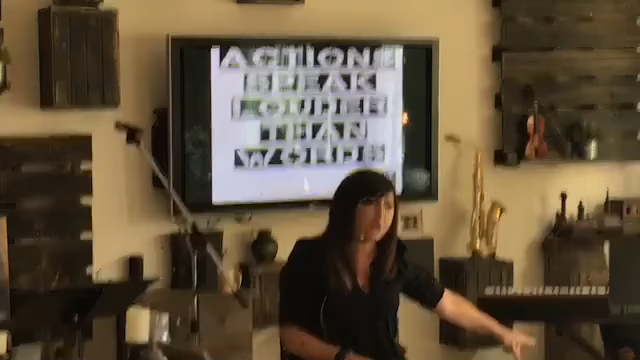 ACTIONS
SPEAK
LOUDER
THAN
WORDS